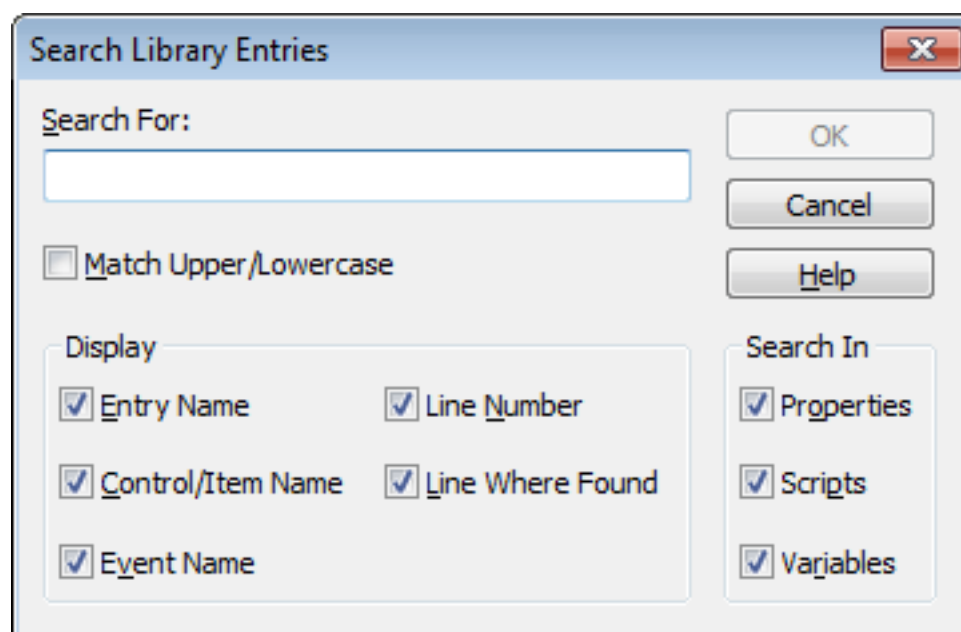 Search Library Entries
Search For:
OK
Cancel
Match Upper/Lowercase
Help
Display
Search In
Entry Name
Line Number
Properties
Control/Item Name
Line Where Found
Scripts
Event Name
Variables